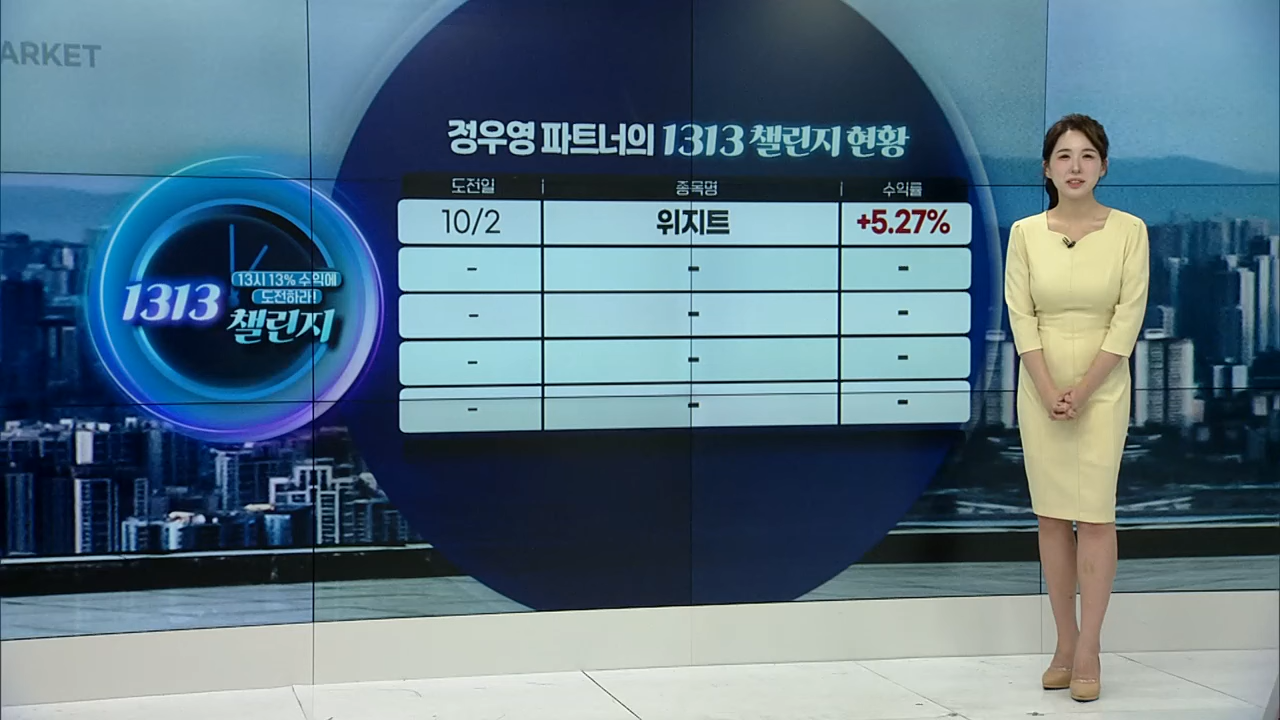 ARKET
정우영 파트너의 1313 챌린지 현황
도전일 종목명 수익률
10/2 위지트 +5.27%
- - -
- - -
- - -
- - -
13시 13% 수익에
도전하라!
1313
챌린지